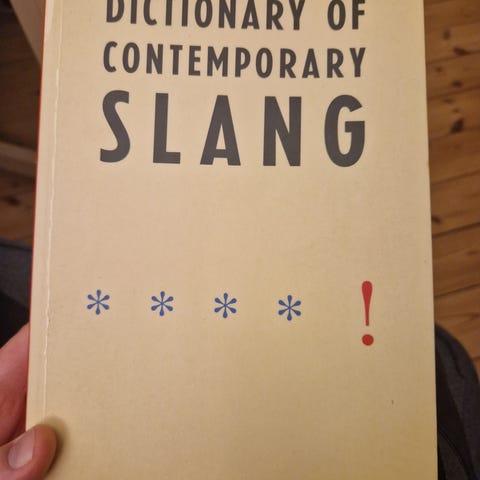 DICTIONARY OF
CONTEMPORARY
SLANG
* * * * !